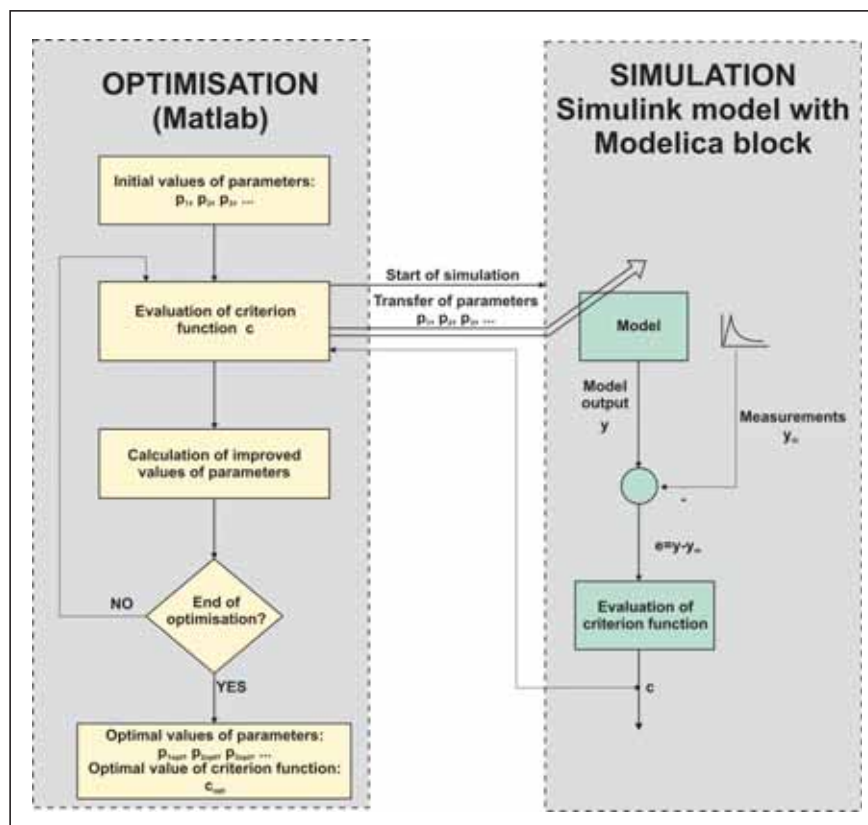 OPTIMISATION
(Matlab)
Initial values of parameters:
p₁, p₂, p₃, ...
Evaluation of criterion
function c
Calculation of improved
values of parameters
End of
optimisation?
NO
YES
Optimal values of parameters:
p₁ₒₚₜ, p₂ₒₚₜ, p₃ₒₚₜ, ...
Optimal value of criterion function:
cₒₚₜ
Start of simulation
Transfer of parameters
p₁, p₂, p₃, ...
SIMULATION
Simulink model with
Modelica block
Model
Model
output
y
Measurements
yₘ
-
e=y-yₘ
Evaluation of
criterion function
c